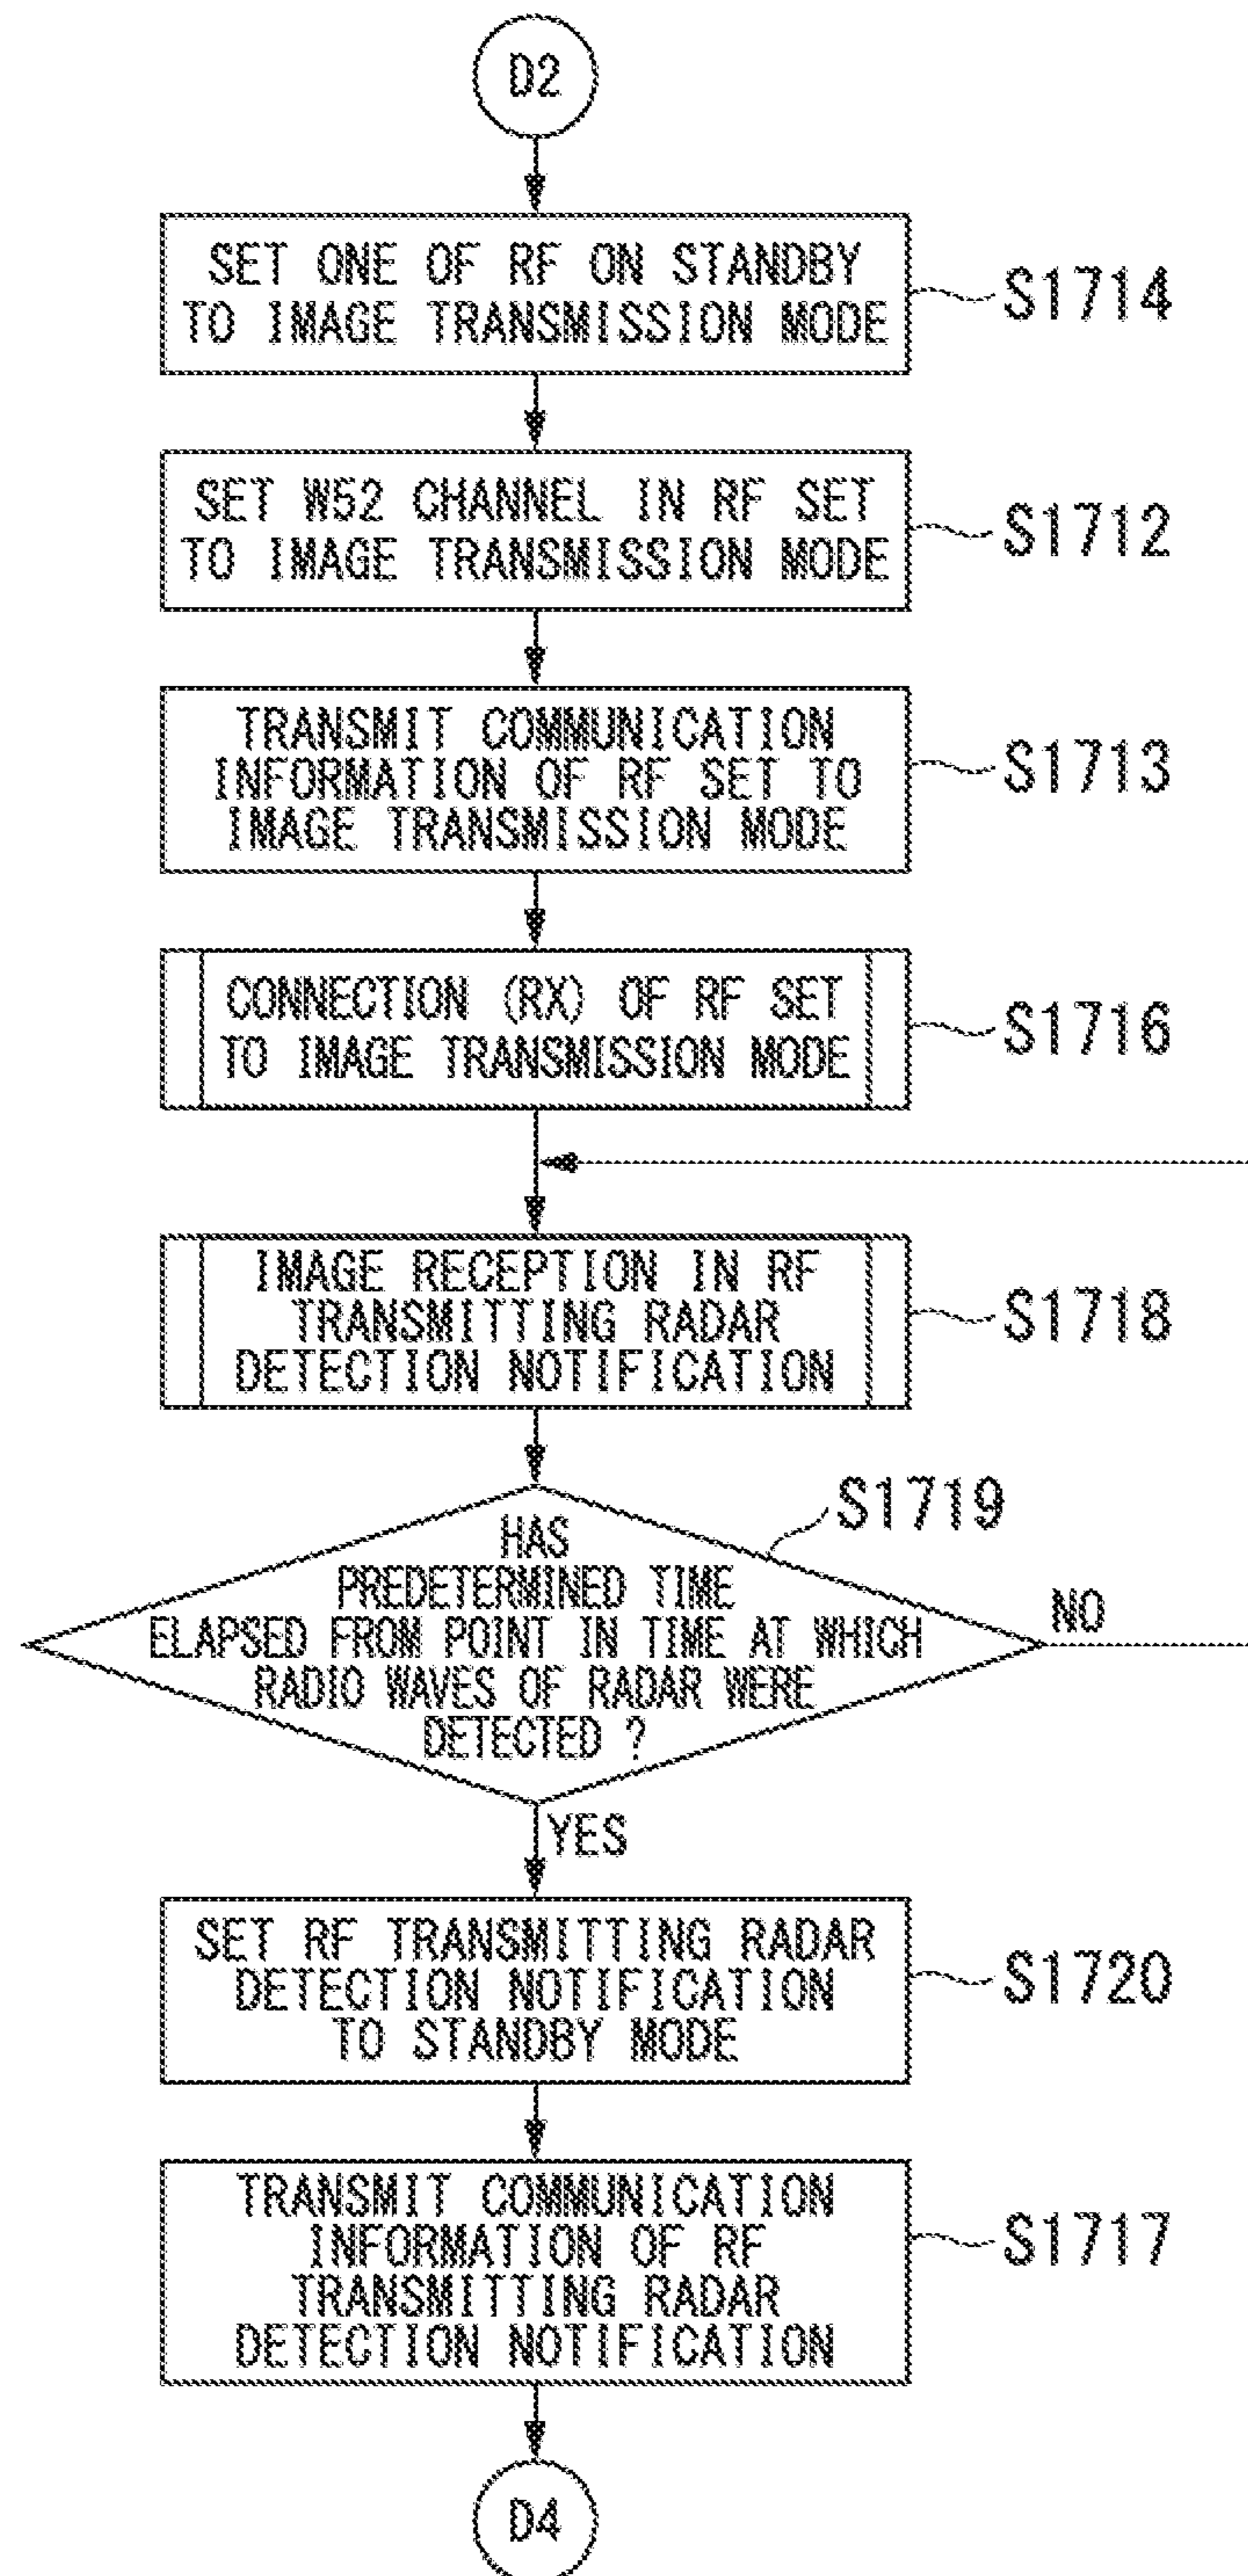 D2
SET ONE OF RF ON STANDBY
TO IMAGE TRANSMISSION MODE
S1714
SET W52 CHANNEL IN RF SET
TO IMAGE TRANSMISSION MODE
S1712
TRANSMIT COMMUNICATION
INFORMATION OF RF SET TO
IMAGE TRANSMISSION MODE
S1713
CONNECTION (RX) OF RF SET
TO IMAGE TRANSMISSION MODE
S1716
IMAGE RECEPTION IN RF
TRANSMITTING RADAR
DETECTION NOTIFICATION
S1718
S1719
HAS
PREDETERMINED TIME
ELAPSED FROM POINT IN TIME AT WHICH
RADIO WAVES OF RADAR WERE
DETECTED ?
NO
YES
SET RF TRANSMITTING RADAR
DETECTION NOTIFICATION
TO STANDBY MODE
S1720
TRANSMIT COMMUNICATION
INFORMATION OF RF
TRANSMITTING RADAR
DETECTION NOTIFICATION
S1717
D4